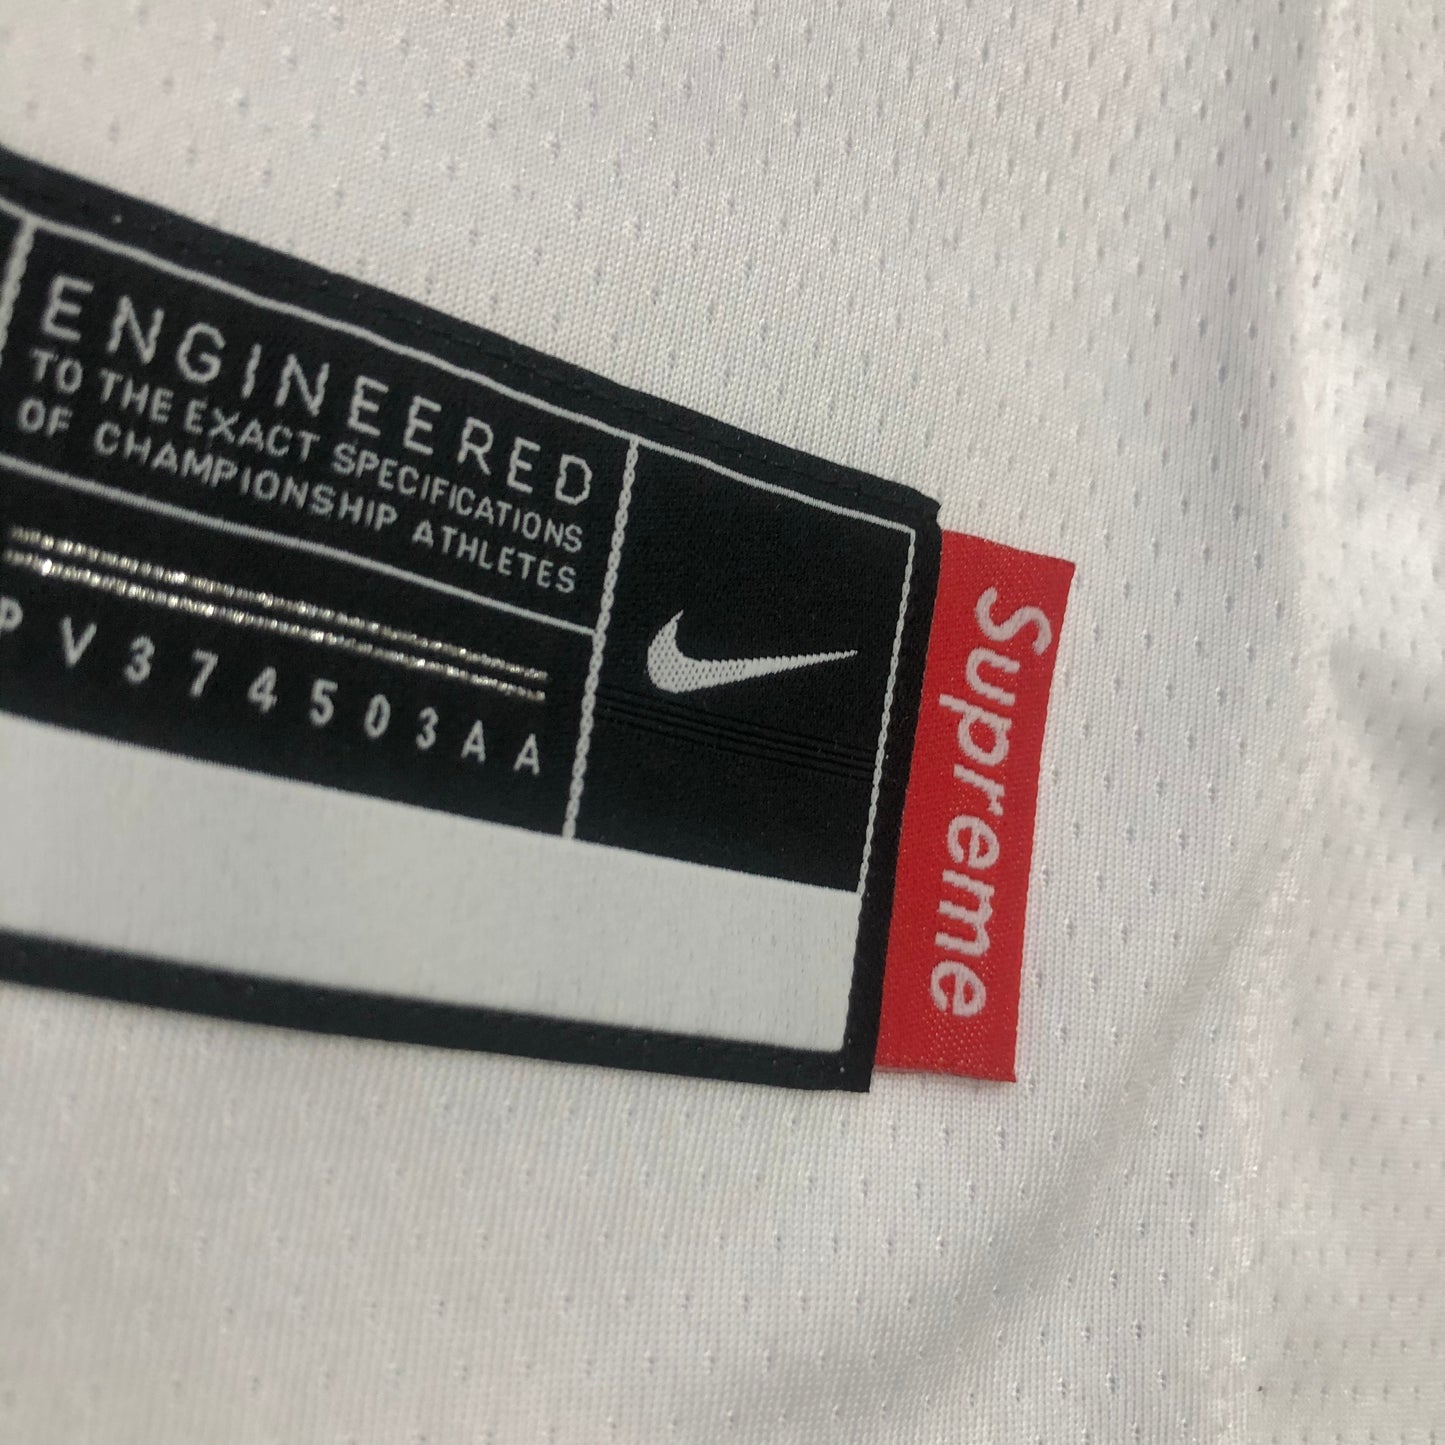 ENGINEERED
TO THE EXACT SPECIFICATIONS
OF CHAMPIONSHIP ATHLETES
PV374503AA
Supreme